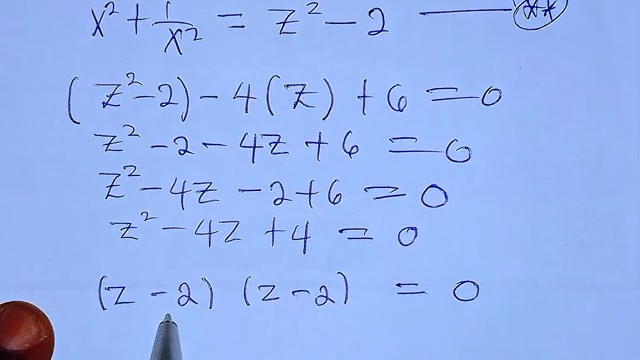 x² + 1/x² = z² - 2 —— **
(z² - 2) - 4(z) + 6 = 0
z² - 2 - 4z + 6 = 0
z² - 4z - 2 + 6 = 0
z² - 4z + 4 = 0
(z - 2) (z - 2) = 0